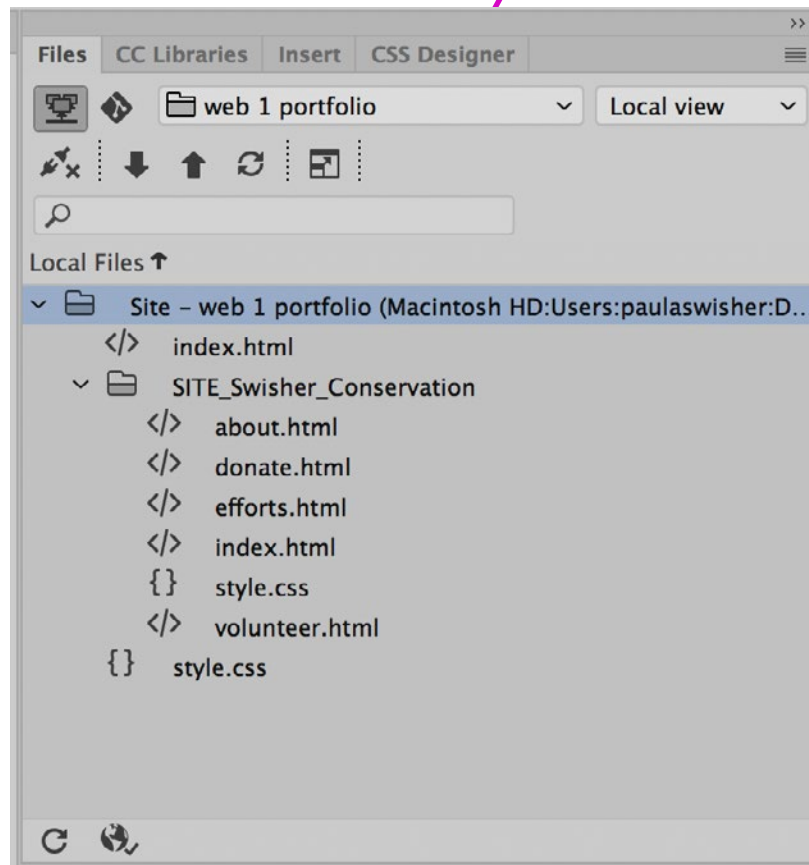 >>
Files CC Libraries Insert CSS Designer
web 1 portfolio Local view
Local Files
Site – web 1 portfolio (Macintosh HD:Users:paulaswisher:D..
</> index.html
SITE_Swisher_Conservation
</> about.html
</> donate.html
</> efforts.html
</> index.html
{} style.css
</> volunteer.html
{} style.css